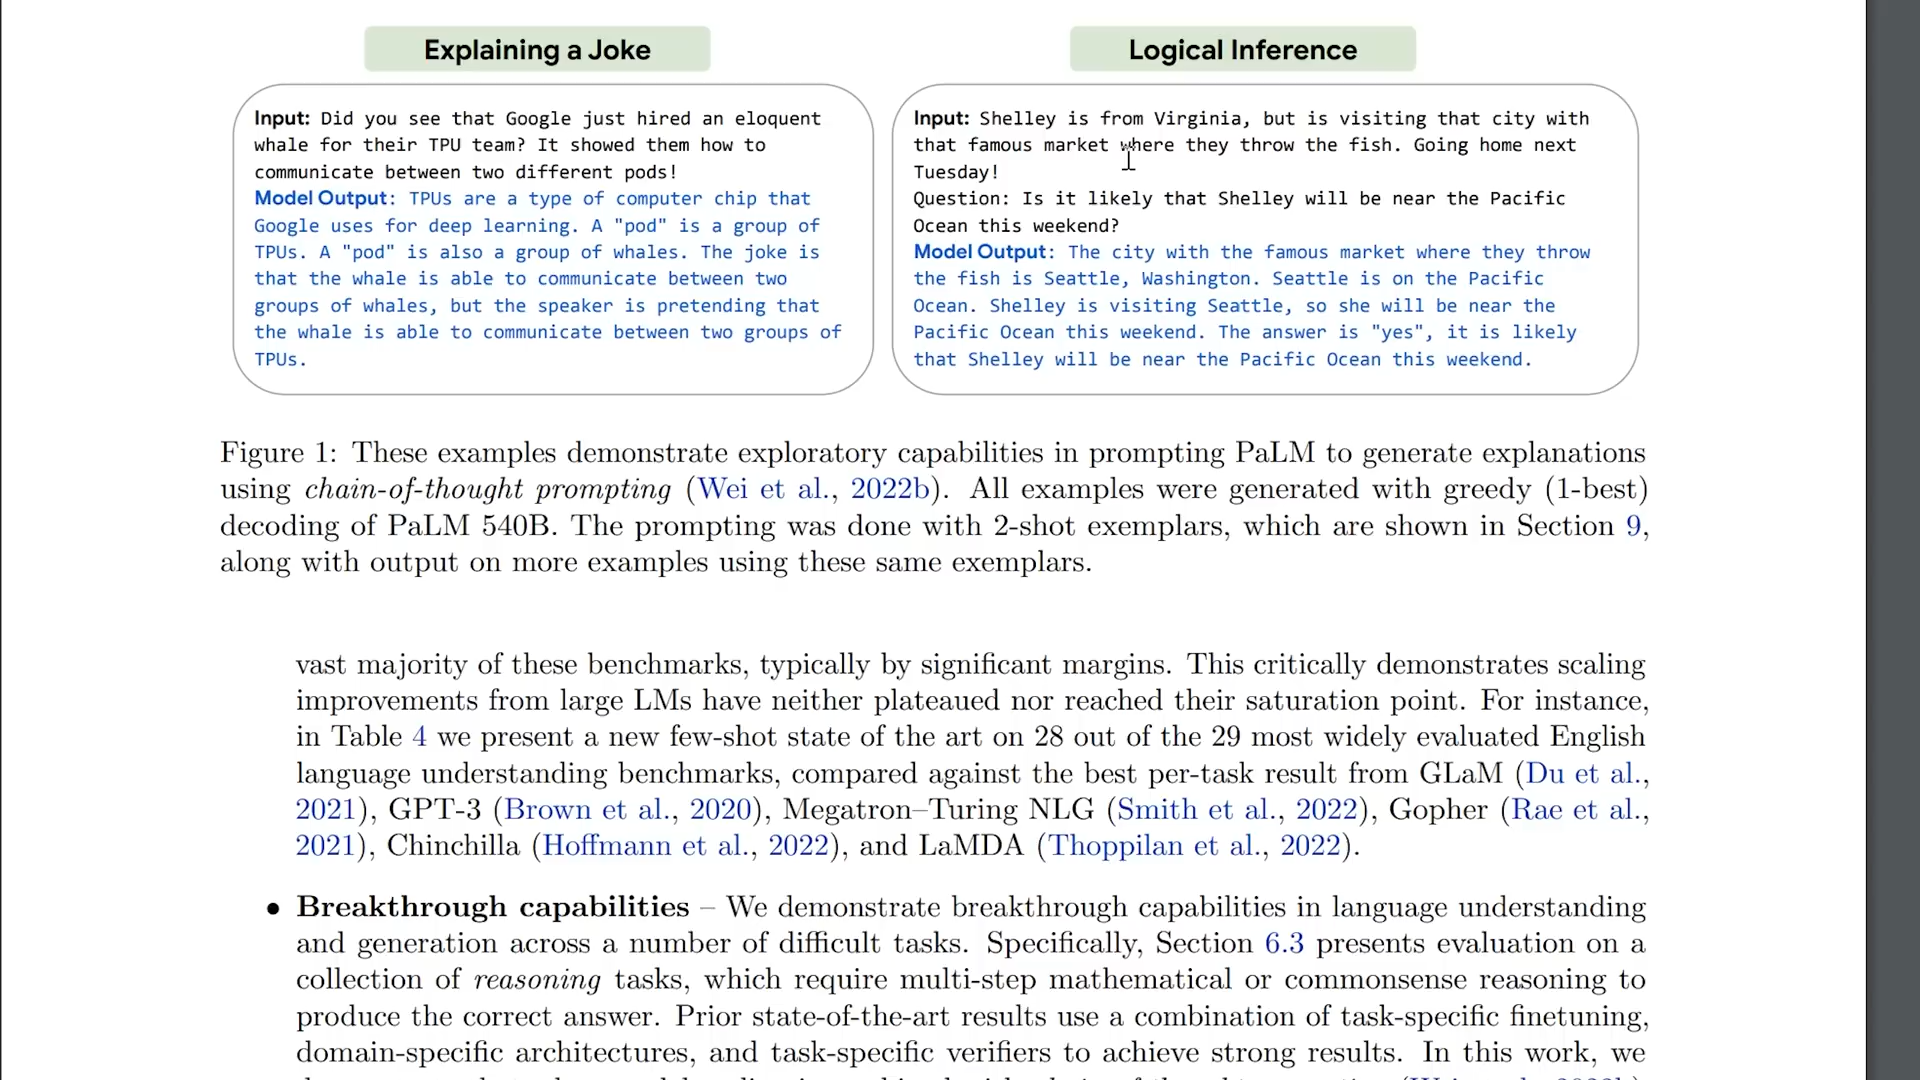 Explaining a Joke
Input: Did you see that Google just hired an eloquent
whale for their TPU team? It showed them how to
communicate between two different pods!
Model Output: TPUs are a type of computer chip that
Google uses for deep learning. A "pod" is a group of
TPUs. A "pod" is also a group of whales. The joke is
that the whale is able to communicate between two
groups of whales, but the speaker is pretending that
the whale is able to communicate between two groups of
TPUs.
Logical Inference
Input: Shelley is from Virginia, but is visiting that city with
that famous market where they throw the fish. Going home next
Tuesday!
Question: Is it likely that Shelley will be near the Pacific
Ocean this weekend?
Model Output: The city with the famous market where they throw
the fish is Seattle, Washington. Seattle is on the Pacific
Ocean. Shelley is visiting Seattle, so she will be near the
Pacific Ocean this weekend. The answer is "yes", it is likely
that Shelley will be near the Pacific Ocean this weekend.
Figure 1: These examples demonstrate exploratory capabilities in prompting PaLM to generate explanations
using chain-of-thought prompting (Wei et al., 2022b). All examples were generated with greedy (1-best)
decoding of PaLM 540B. The prompting was done with 2-shot exemplars, which are shown in Section 9,
along with output on more examples using these same exemplars.
vast majority of these benchmarks, typically by significant margins. This critically demonstrates scaling
improvements from large LMs have neither plateaued nor reached their saturation point. For instance,
in Table 4 we present a new few-shot state of the art on 28 out of the 29 most widely evaluated English
language understanding benchmarks, compared against the best per-task result from GLaM (Du et al.,
2021), GPT-3 (Brown et al., 2020), Megatron–Turing NLG (Smith et al., 2022), Gopher (Rae et al.,
2021), Chinchilla (Hoffmann et al., 2022), and LaMDA (Thoppilan et al., 2022).
• Breakthrough capabilities – We demonstrate breakthrough capabilities in language understanding
and generation across a number of difficult tasks. Specifically, Section 6.3 presents evaluation on a
collection of reasoning tasks, which require multi-step mathematical or commonsense reasoning to
produce the correct answer. Prior state-of-the-art results use a combination of task-specific finetuning,
domain-specific architectures, and task-specific verifiers to achieve strong results. In this work, we